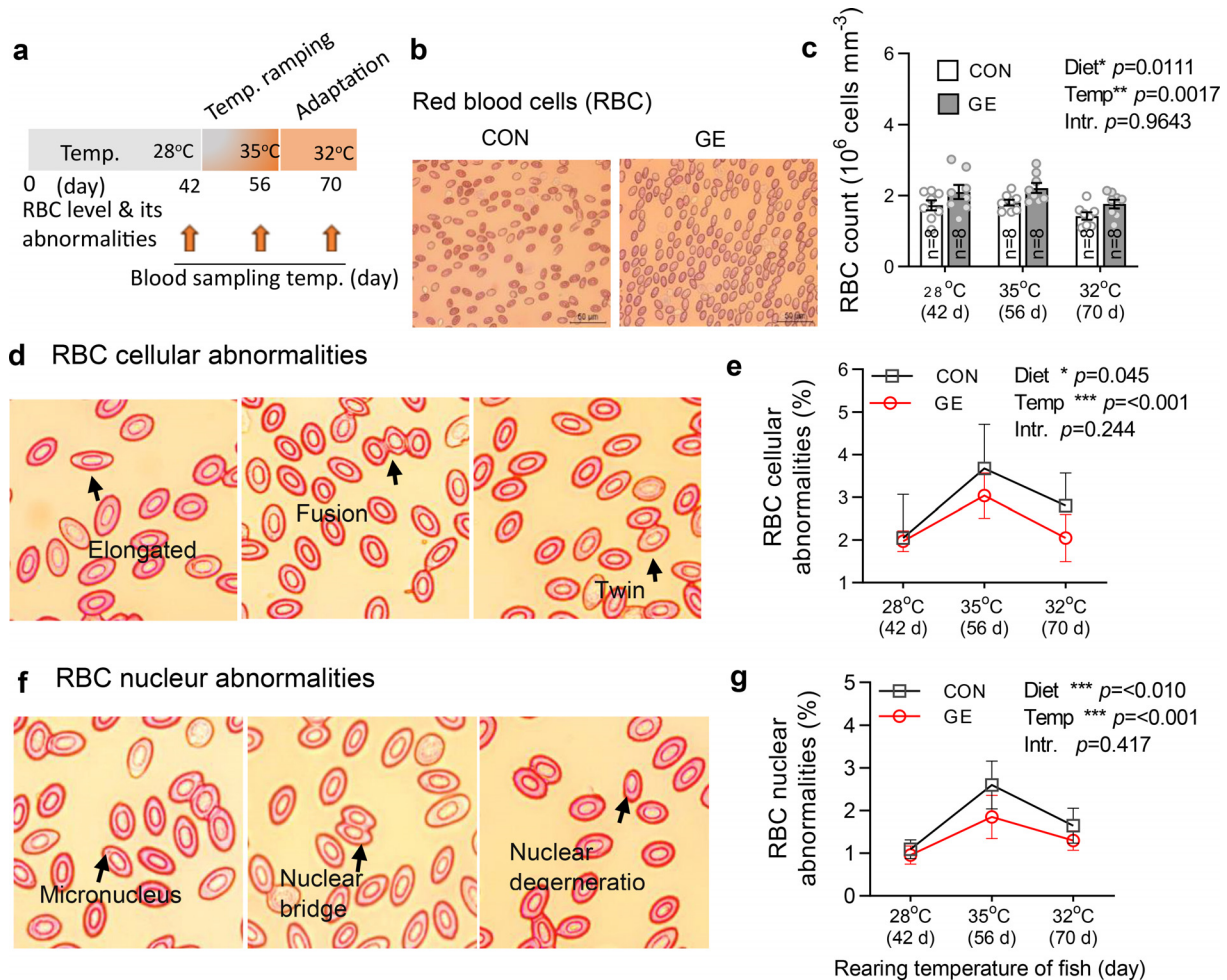 a
Temp. ramping
Adaptation
Temp. 28°C 35°C 32°C
0 (day) 42 56 70
RBC level & its
abnormalities
Blood sampling temp. (day)
b
Red blood cells (RBC)
CON GE
50 μm 50 μm
c
RBC count (10⁶ cells mm⁻³)
6
4
2
0
CON
GE
Diet* p=0.0111
Temp** p=0.0017
Intr. p=0.9643
n=8 n=8 n=8 n=8 n=8 n=8
28°C 35°C 32°C
(42 d) (56 d) (70 d)
d RBC cellular abnormalities
Elongated
Fusion
Twin
e
RBC cellular
abnormalities (%)
6
5
4
3
2
1
CON
GE
Diet * p=0.045
Temp *** p=<0.001
Intr. p=0.244
28°C 35°C 32°C
(42 d) (56 d) (70 d)
f RBC nucleur abnormalities
Micronucleus
Nuclear
bridge
Nuclear
degerneratio
g
RBC nuclear
abnormalities (%)
5
4
3
2
1
0
CON
GE
Diet *** p=<0.010
Temp *** p=<0.001
Intr. p=0.417
28°C 35°C 32°C
(42 d) (56 d) (70 d)
Rearing temperature of fish (day)